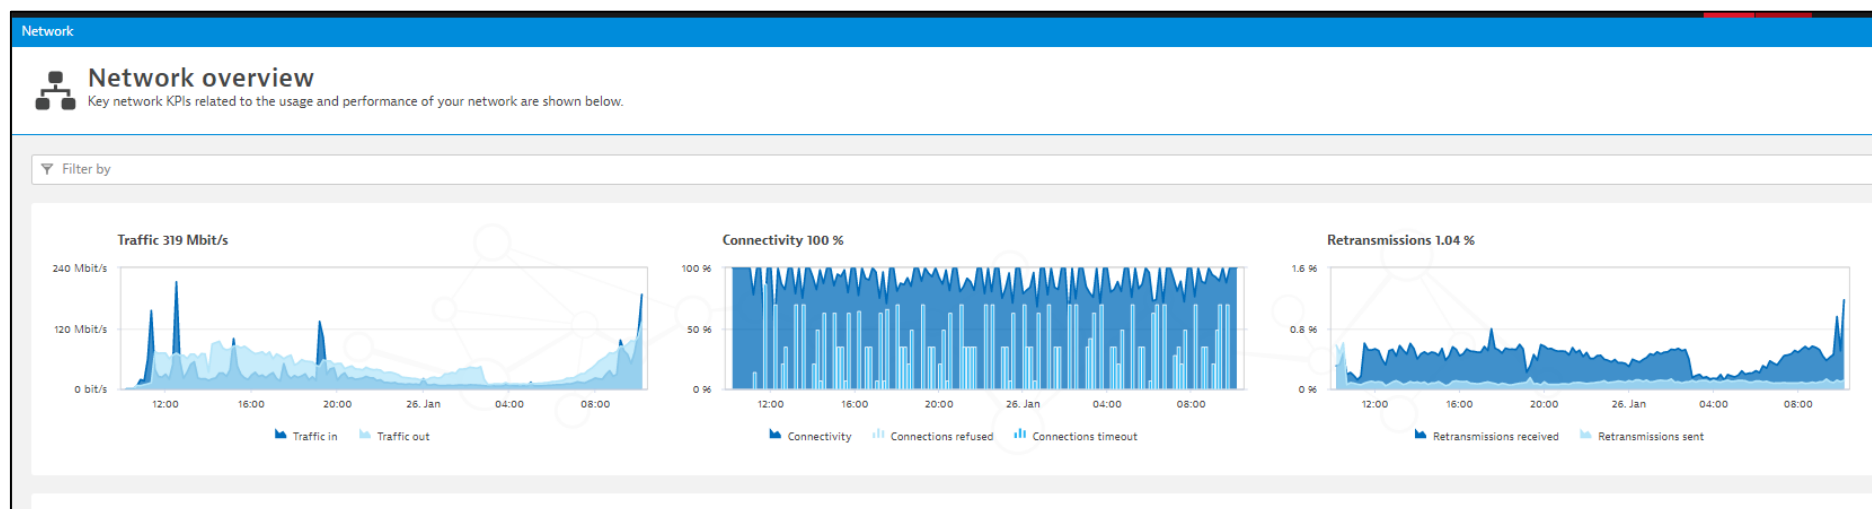 Network
Network overview
Key network KPIs related to the usage and performance of your network are shown below.
Filter by
Traffic 319 Mbit/s
240 Mbit/s
120 Mbit/s
0 bit/s
12:00 16:00 20:00 26. Jan 04:00 08:00
Traffic in Traffic out
Connectivity 100 %
100 %
50 %
0 %
12:00 16:00 20:00 26. Jan 04:00 08:00
Connectivity Connections refused Connections timeout
Retransmissions 1.04 %
1.6 %
0.8 %
0 %
12:00 16:00 20:00 26. Jan 04:00 08:00
Retransmissions received Retransmissions sent